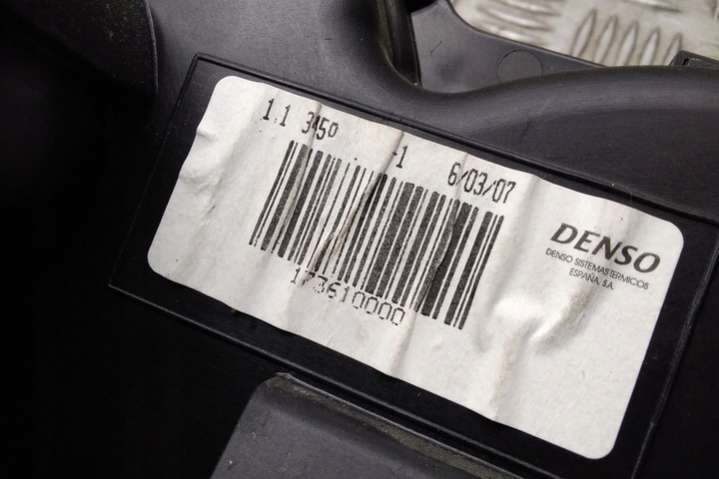 1.1 3450 -1 6/03/07
173610000
DENSO
DENSO SISTEMAS TERMICOS
ESPAÑA, S.A.